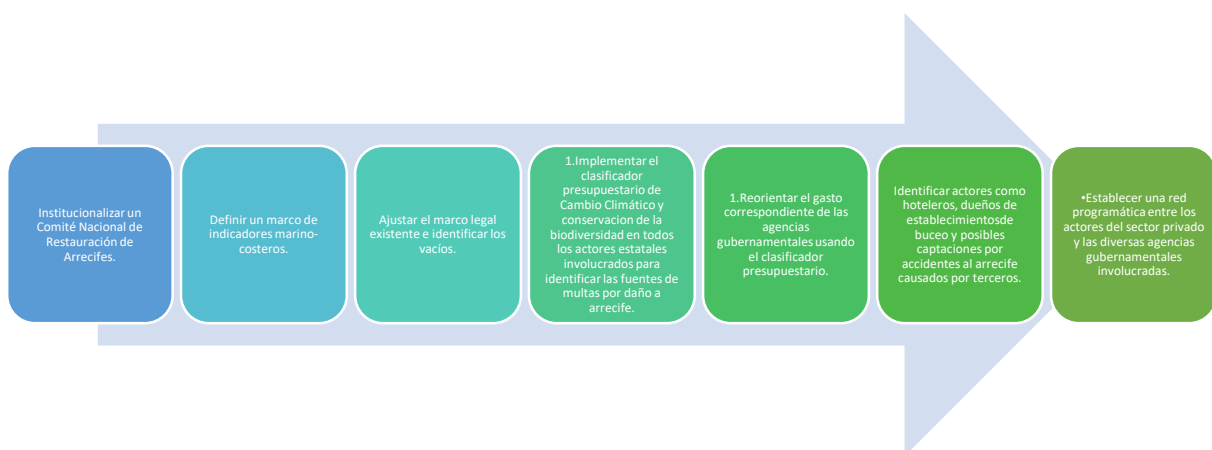 Institucionalizar un
Comité Nacional de
Restauración de
Arrecifes.
Definir un marco de
indicadores marino-
costeros.
Ajustar el marco legal
existente e identificar los
vacíos.
1.Implementar el
clasificador
presupuestario de
Cambio Climático y
conservacion de la
biodiversidad en todos
los actores estatales
involucrados para
identificar las fuentes de
multas por daño a
arrecife.
1.Reorientar el gasto
correspondiente de las
agencias
gubernamentales usando
el clasificador
presupuestario.
Identificar actores como
hoteleros, dueños de
establecimientosde
buceo y posibles
captaciones por
accidentes al arrecife
causados por terceros.
•Establecer una red
programática entre los
actores del sector privado
y las diversas agencias
gubernamentales
involucradas.